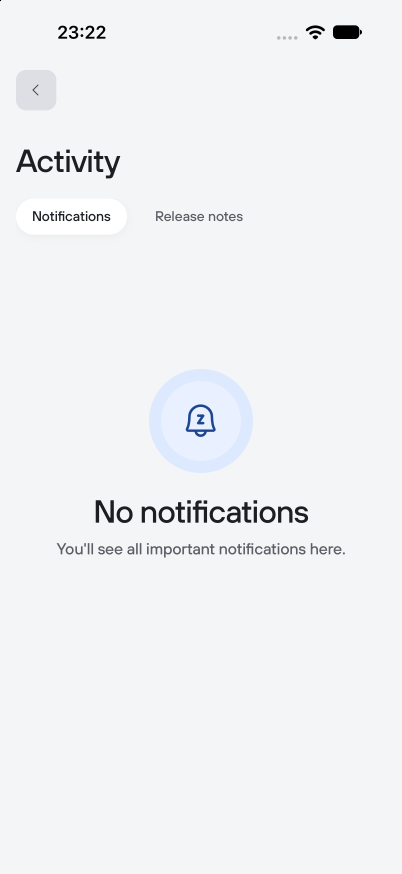 23:22
Activity
Notifications
Release notes
Z
No notifications
You'll see all important notifications here.